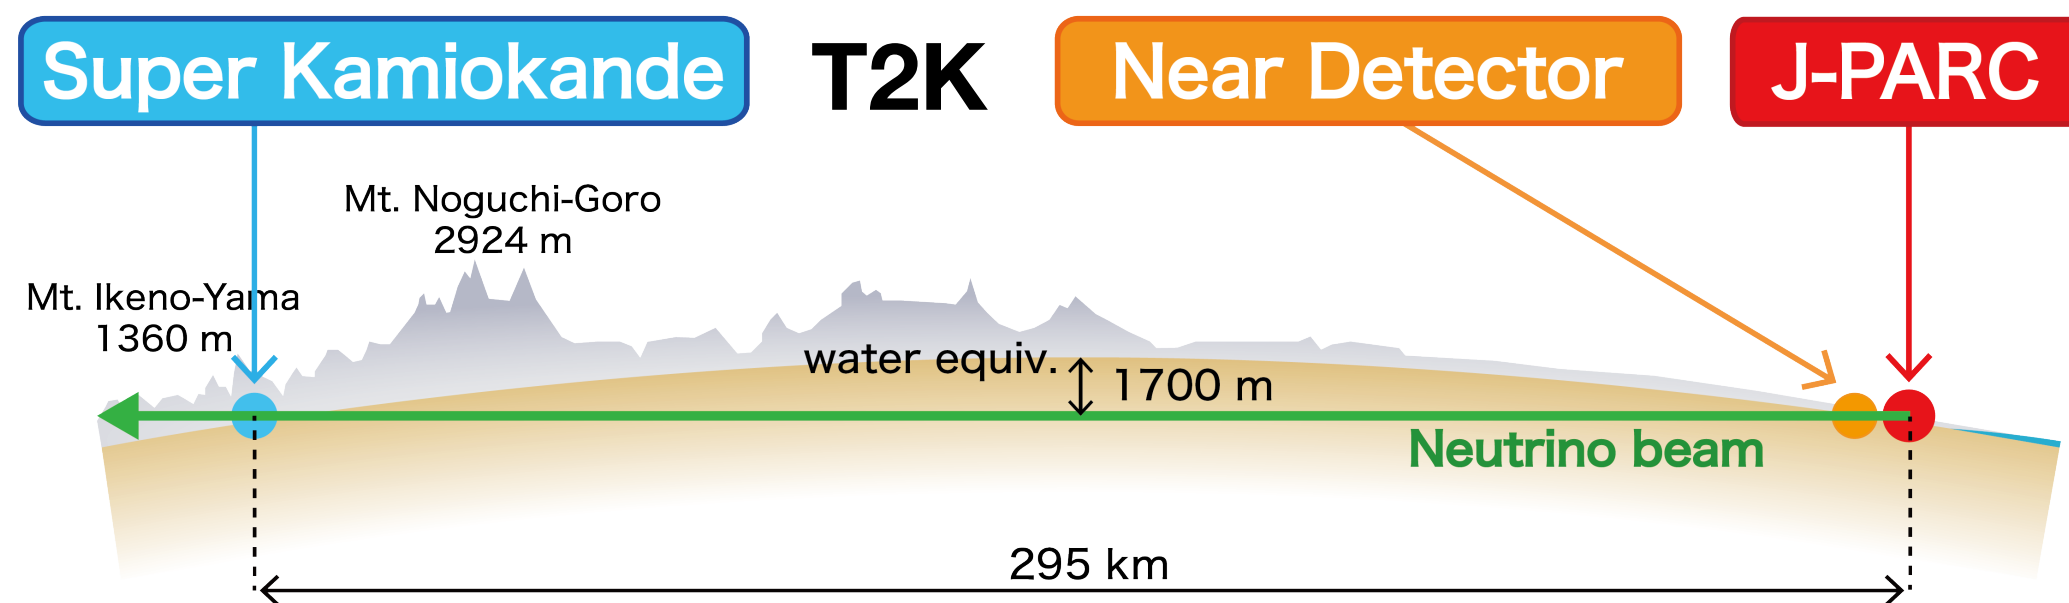 Super Kamiokande
T2K
Near Detector
J-PARC
Mt. Noguchi-Goro
2924 m
Mt. Ikeno-Yama
1360 m
water equiv.
1700 m
Neutrino beam
295 km